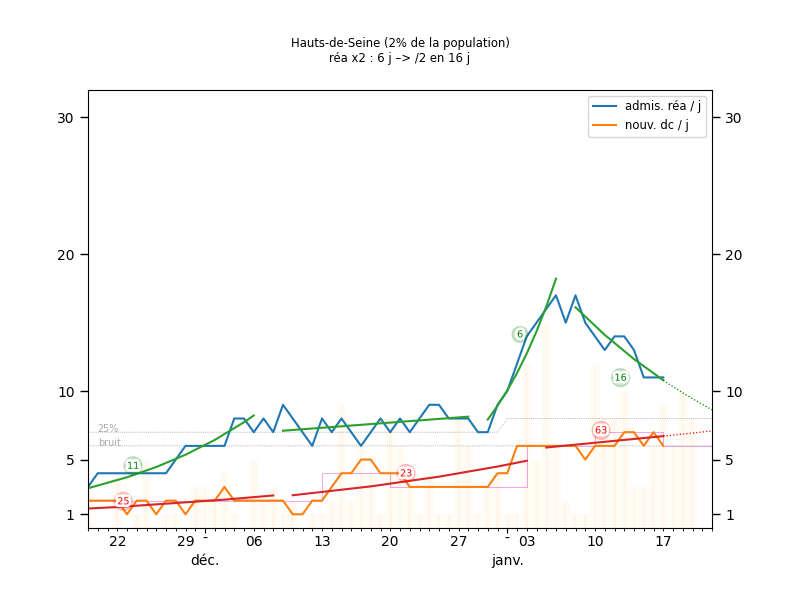 Hauts-de-Seine (2% de la population)
réa x2 : 6 j –> /2 en 16 j
admis. réa / j
nouv. dc / j
30 30
20 20
10 10
5 5
1 1
25%
bruit
11
25
23
6
16
63
22 29 - 06 13 20 27 - 03 10 17
déc. janv.